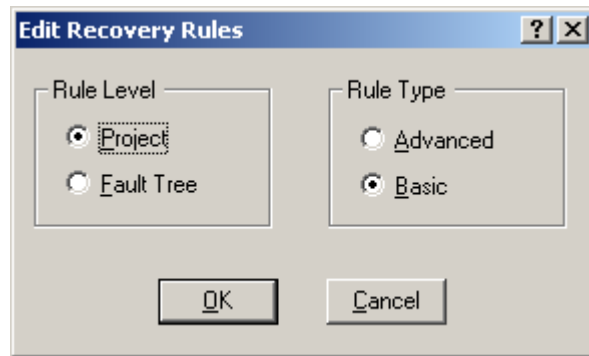 Edit Recovery Rules
Rule Level
Project
Fault Tree
Rule Type
Advanced
Basic
OK
Cancel